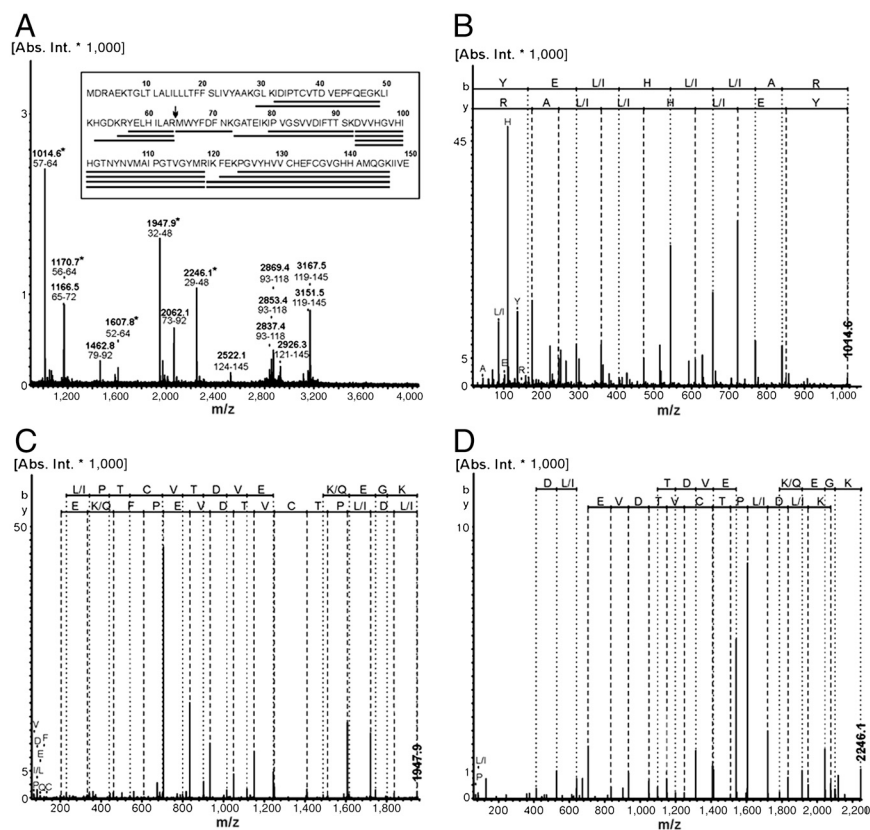 A
[Abs. Int. * 1,000]
3
1
0
10 20 30 40 50
MDRAEKTGLT LALILLLTFF SLIVYAAKGL KIDIPTCVTD VEPFQEGKLI
60 70 80 90 100
KHGDKRYELH ILARMWYFDF NKGATEIKIP VGSVVDIFTT SKDVVHGVHI
110 120 130 140 150
HGTNYNVMAI PGTVGYMRIK FEKPGVYHVV CHEFCGVGHH AMQGKIIVE
1014.6*
57-64
1170.7*
56-64
1166.5
65-72
1462.8
79-92
1607.8*
52-64
1947.9*
32-48
2062.1
73-92
2246.1*
29-48
2522.1
124-145
2869.4
93-118
2853.4
93-118
2837.4
93-118
2926.3
121-145
3167.5
119-145
3151.5
119-145
1,200 1,600 2,000 2,400 2,800 3,200 3,600 4,000
m/z
B
[Abs. Int. * 1,000]
b Y E L/I H L/I L/I A R
y R A L/I L/I H L/I E Y
45
5
0
A
L/I
E
H
Y
R
1014.6
100 200 300 400 500 600 700 800 900 1,000
m/z
C
[Abs. Int. * 1,000]
b L/I P T C V T D V E K/Q E G K
y E K/Q F P E V D T V C T P L/I D L/I
50
5
0
V
D F
E
I/L
P Q C
1947.9
200 400 600 800 1,000 1,200 1,400 1,600 1,800
m/z
D
[Abs. Int. * 1,000]
b D L/I T D V E K/Q E G K
y E V D T V C T P L/I D L/I K
10
1
0
L/I
P
2246.1
200 400 600 800 1,000 1,200 1,400 1,600 1,800 2,000 2,200
m/z